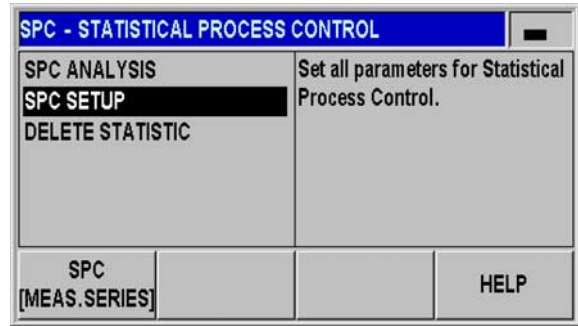 SPC - STATISTICAL PROCESS CONTROL
SPC ANALYSIS
SPC SETUP
DELETE STATISTIC
Set all parameters for Statistical
Process Control.
SPC
[MEAS.SERIES]
HELP